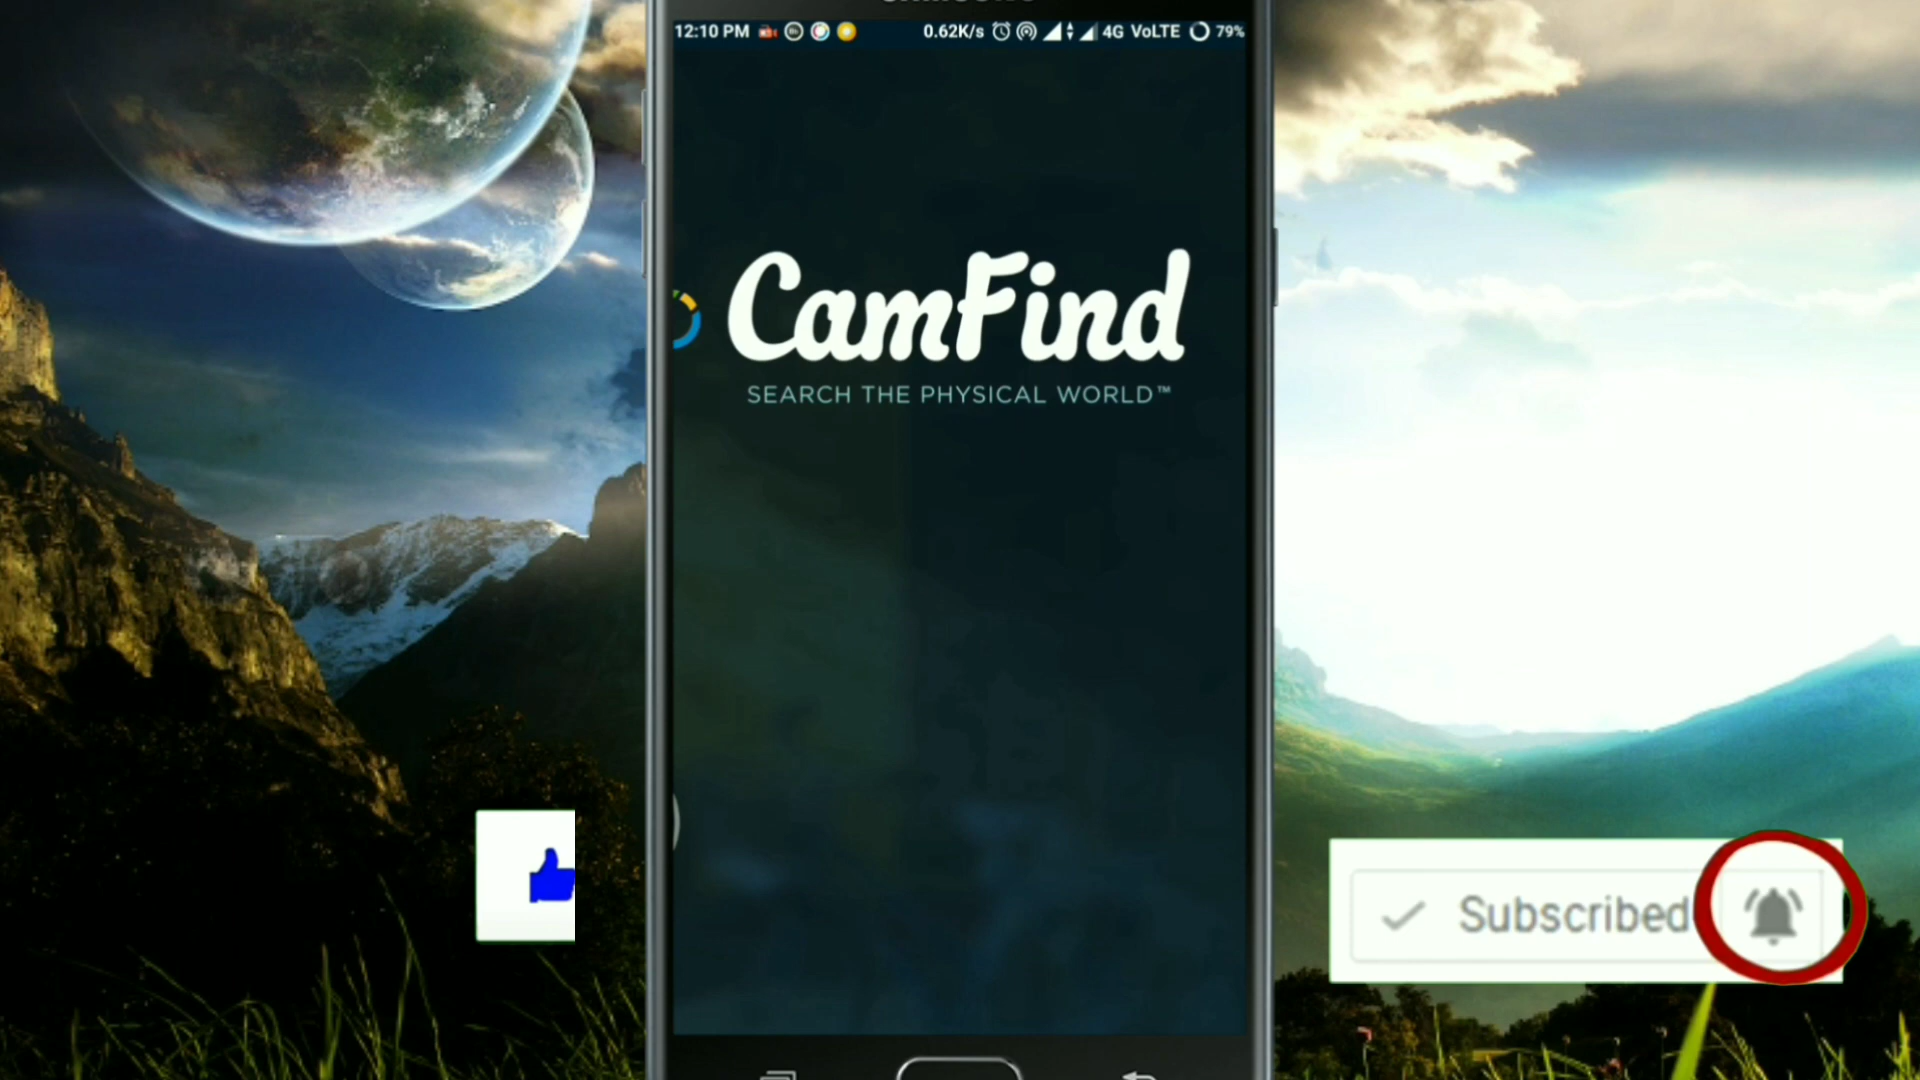 12:10 PM 0.62K/s 4G VoLTE 79%
CamFind
SEARCH THE PHYSICAL WORLD™
Subscribed